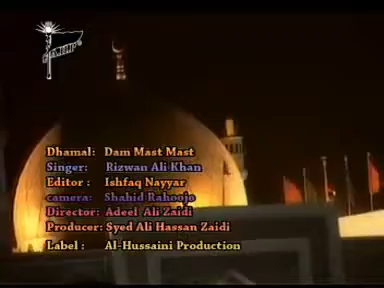 Dhamal: Dam Mast Mast
Singer: Rizwan Ali Khan
Editor : Ishfaq Nayyar
camera: Shahid Rahoojo
Director: Adeel Ali Zaidi
Producer: Syed Ali Hassan Zaidi
Label : Al-Hussaini Production